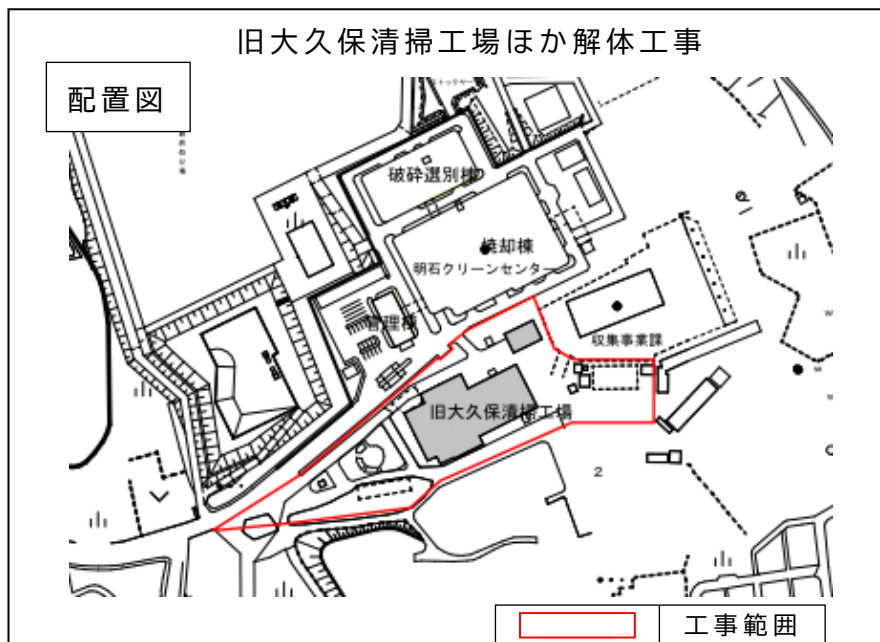 旧大久保清掃工場ほか解体工事
配置図
破砕選別棟
焼却棟
明石クリーンセンター
管理棟
収集事業課
旧大久保清掃工場
2
工事範囲